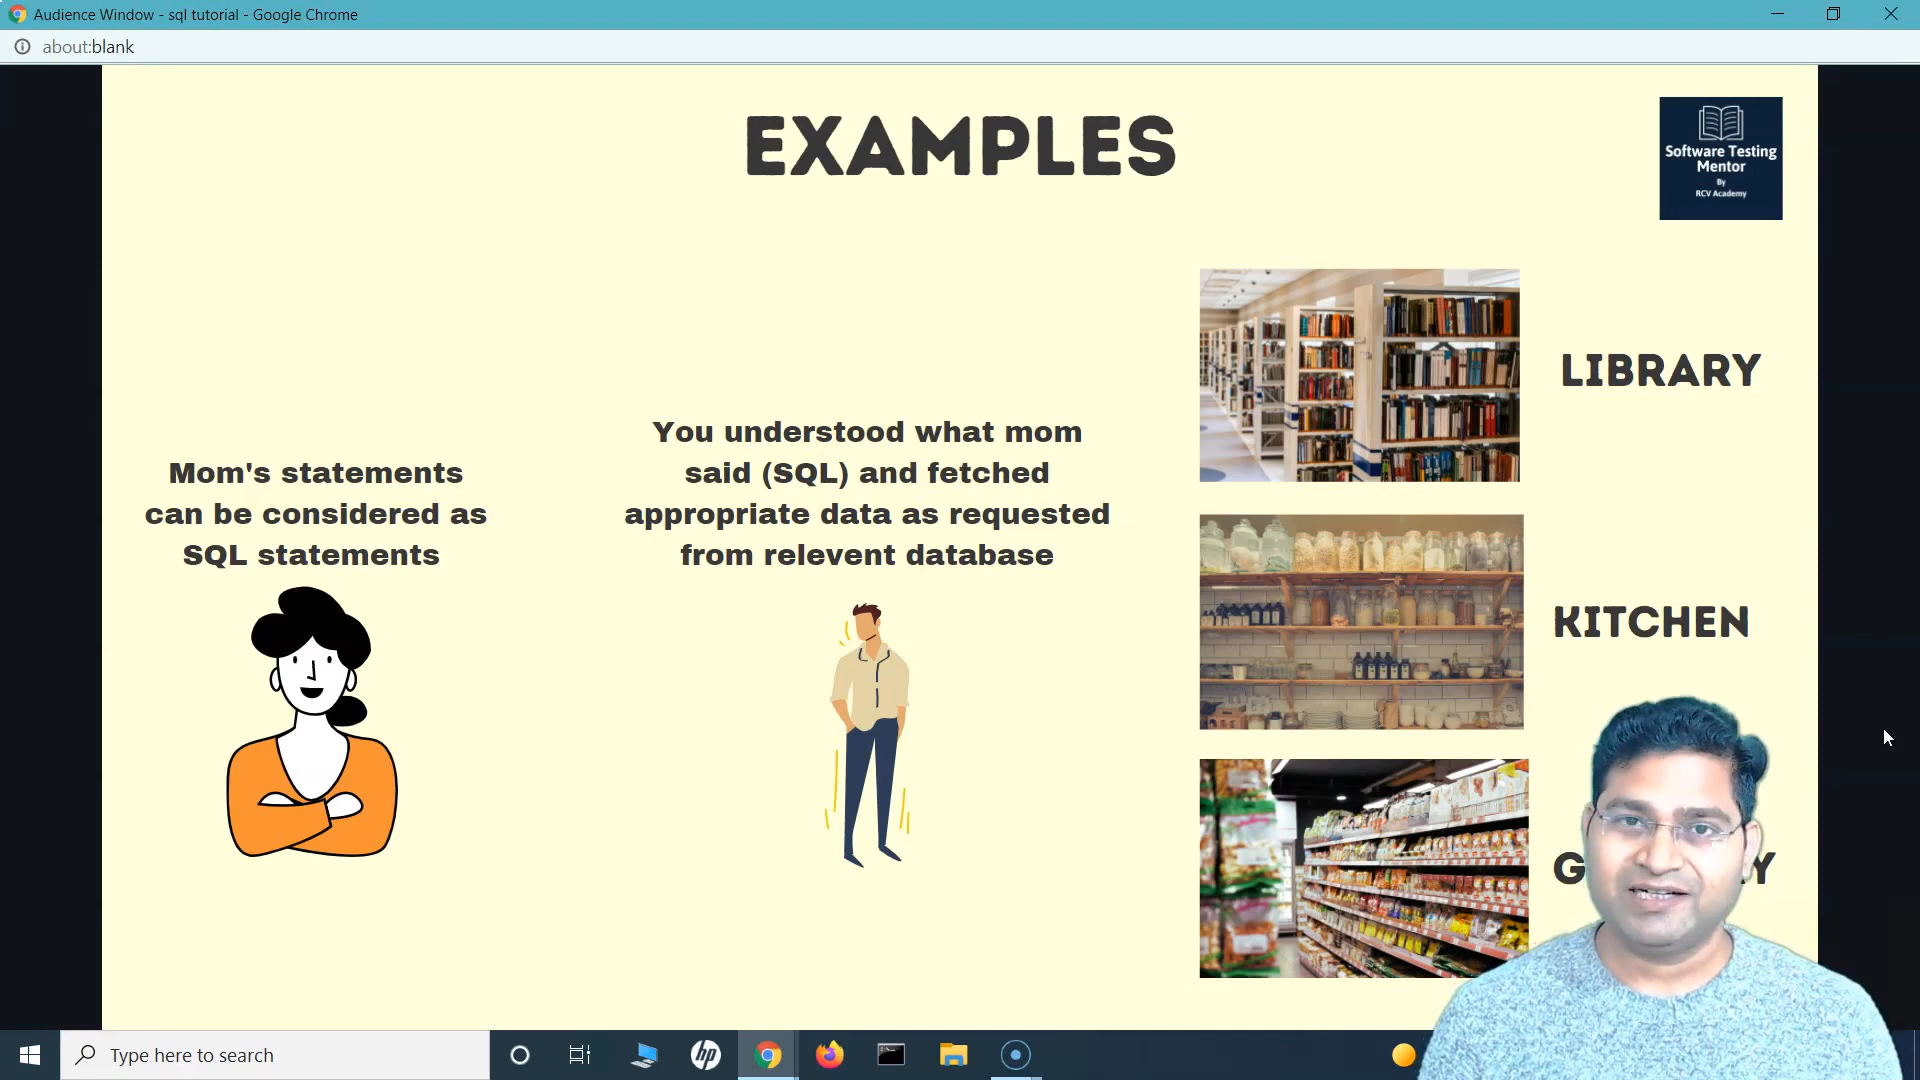 Audience Window - sql tutorial - Google Chrome
about:blank
EXAMPLES
Software Testing
Mentor
By
RCV Academy
Mom's statements
can be considered as
SQL statements
You understood what mom
said (SQL) and fetched
appropriate data as requested
from relevent database
LIBRARY
KITCHEN
Type here to search
hp